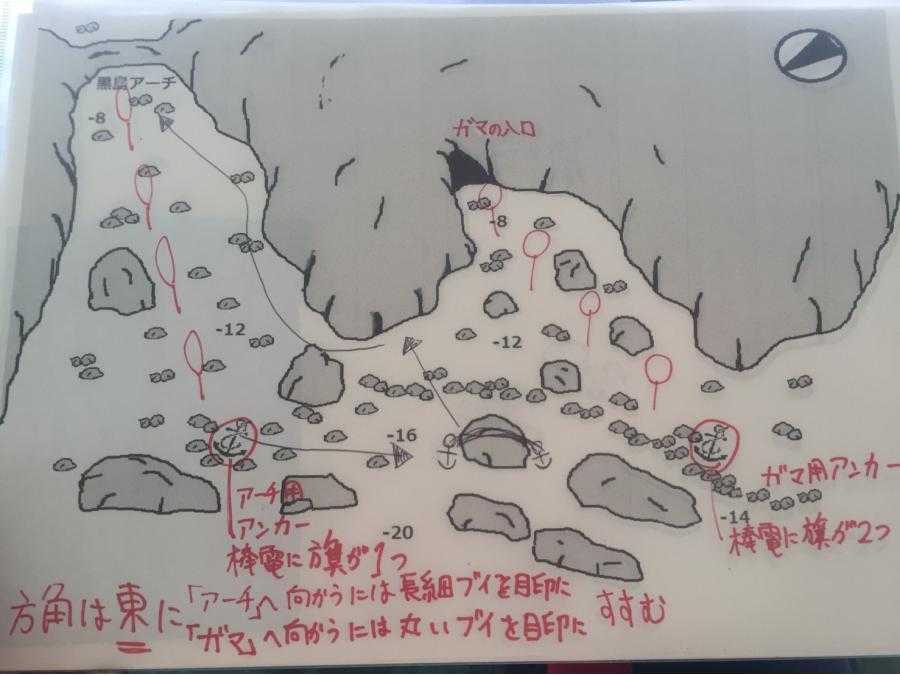 黒島アーチ
-8
ガマの入口
-8
-12
-12
-16
アーチ用
アンカー
棒電に旗が1つ
-20
ガマ用アンカー
-14
棒電に旗が2つ
方角は東に
「アーチ」へ向かうには長細ブイを目印に
「ガマ」へ向かうには丸いブイを目印に
すすむ